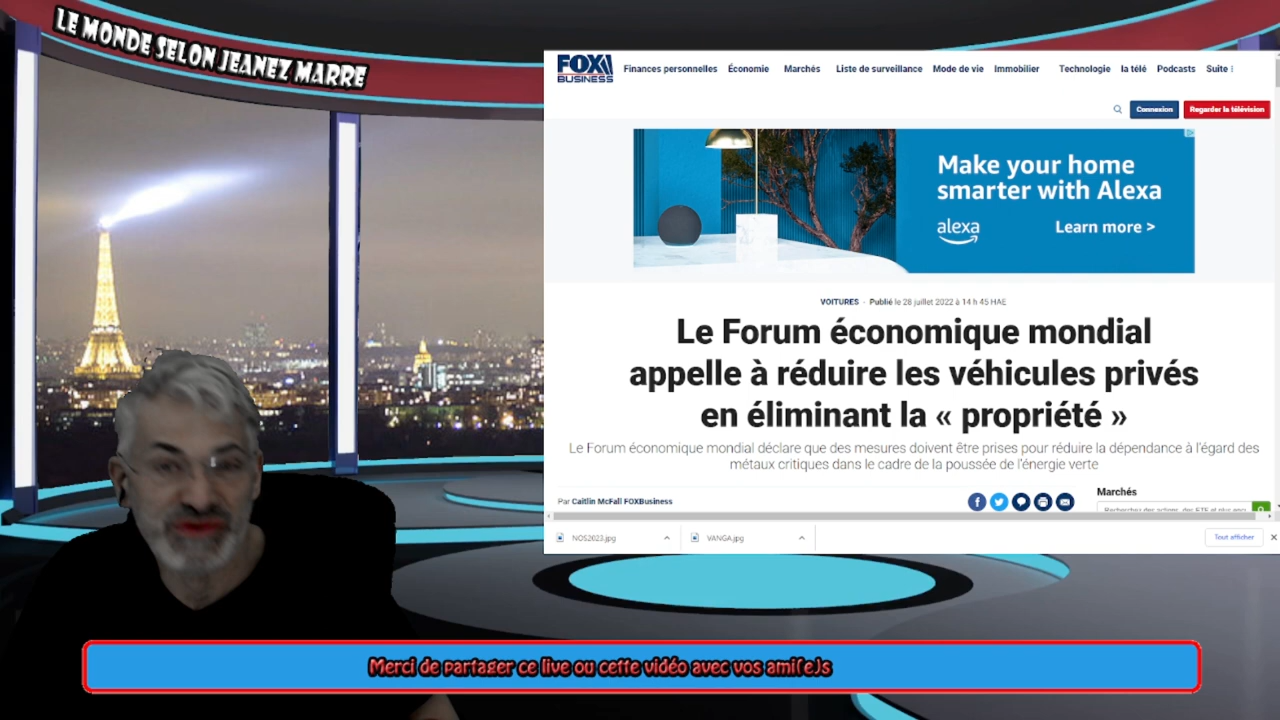 LE MONDE SELON JEANEZ MARRE
FOX
BUSINESS
Finances personnelles Économie Marchés Liste de surveillance Mode de vie Immobilier Technologie la télé Podcasts Suite
Connexion Regarder la télévision
Make your home
smarter with Alexa
alexa Learn more >
VOITURES - Publié le 28 juillet 2022 à 14 h 45 HAE
Le Forum économique mondial
appelle à réduire les véhicules privés
en éliminant la « propriété »
Le Forum économique mondial déclare que des mesures doivent être prises pour réduire la dépendance à l'égard des
métaux critiques dans le cadre de la poussée de l'énergie verte
Par Caitlin McFall FOXBusiness
Marchés
NOS2023.jpg VANGA.jpg Tout afficher
Merci de partager ce live ou cette vidéo avec vos ami(e)s